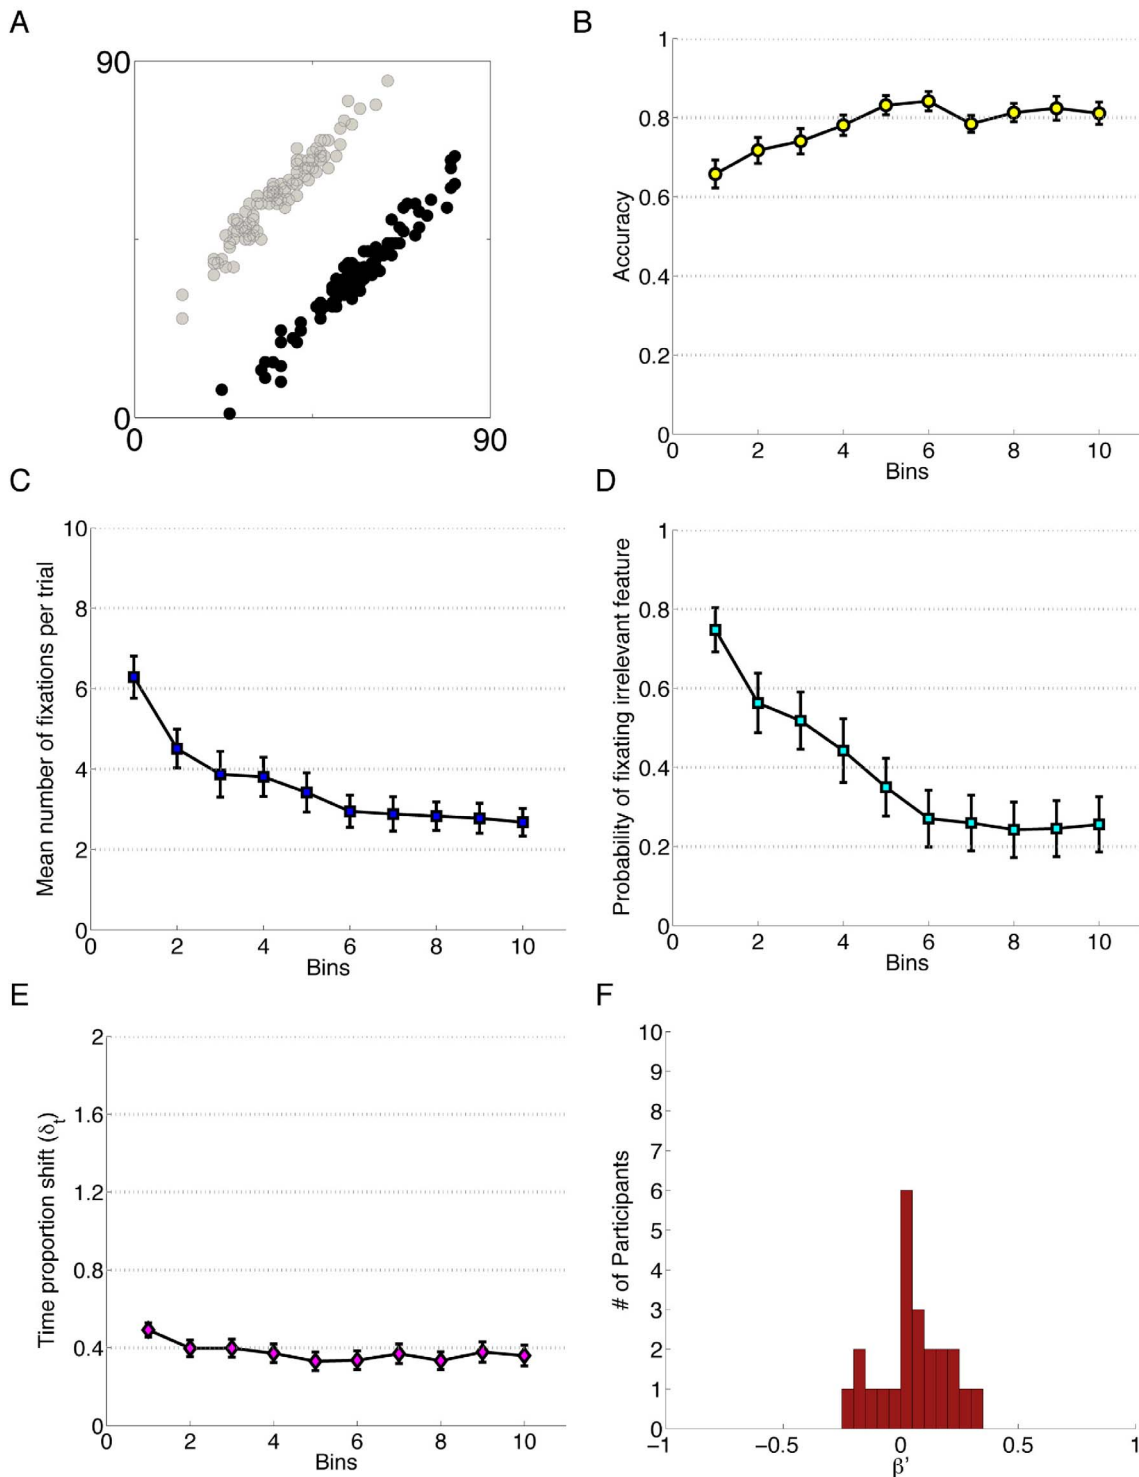 A
90
0
0
90
B
1
0.8
0.6
0.4
0.2
0
0 2 4 6 8 10
Bins
Accuracy
C
10
8
6
4
2
0
0 2 4 6 8 10
Bins
Mean number of fixations per trial
D
1
0.8
0.6
0.4
0.2
0
0 2 4 6 8 10
Bins
Probability of fixating irrelevant feature
E
2
1.6
1.2
0.8
0.4
0
0 2 4 6 8 10
Bins
Time proportion shift (δt)
F
10
9
8
7
6
5
4
3
2
1
0
−1 −0.5 0 0.5 1
β’
# of Participants